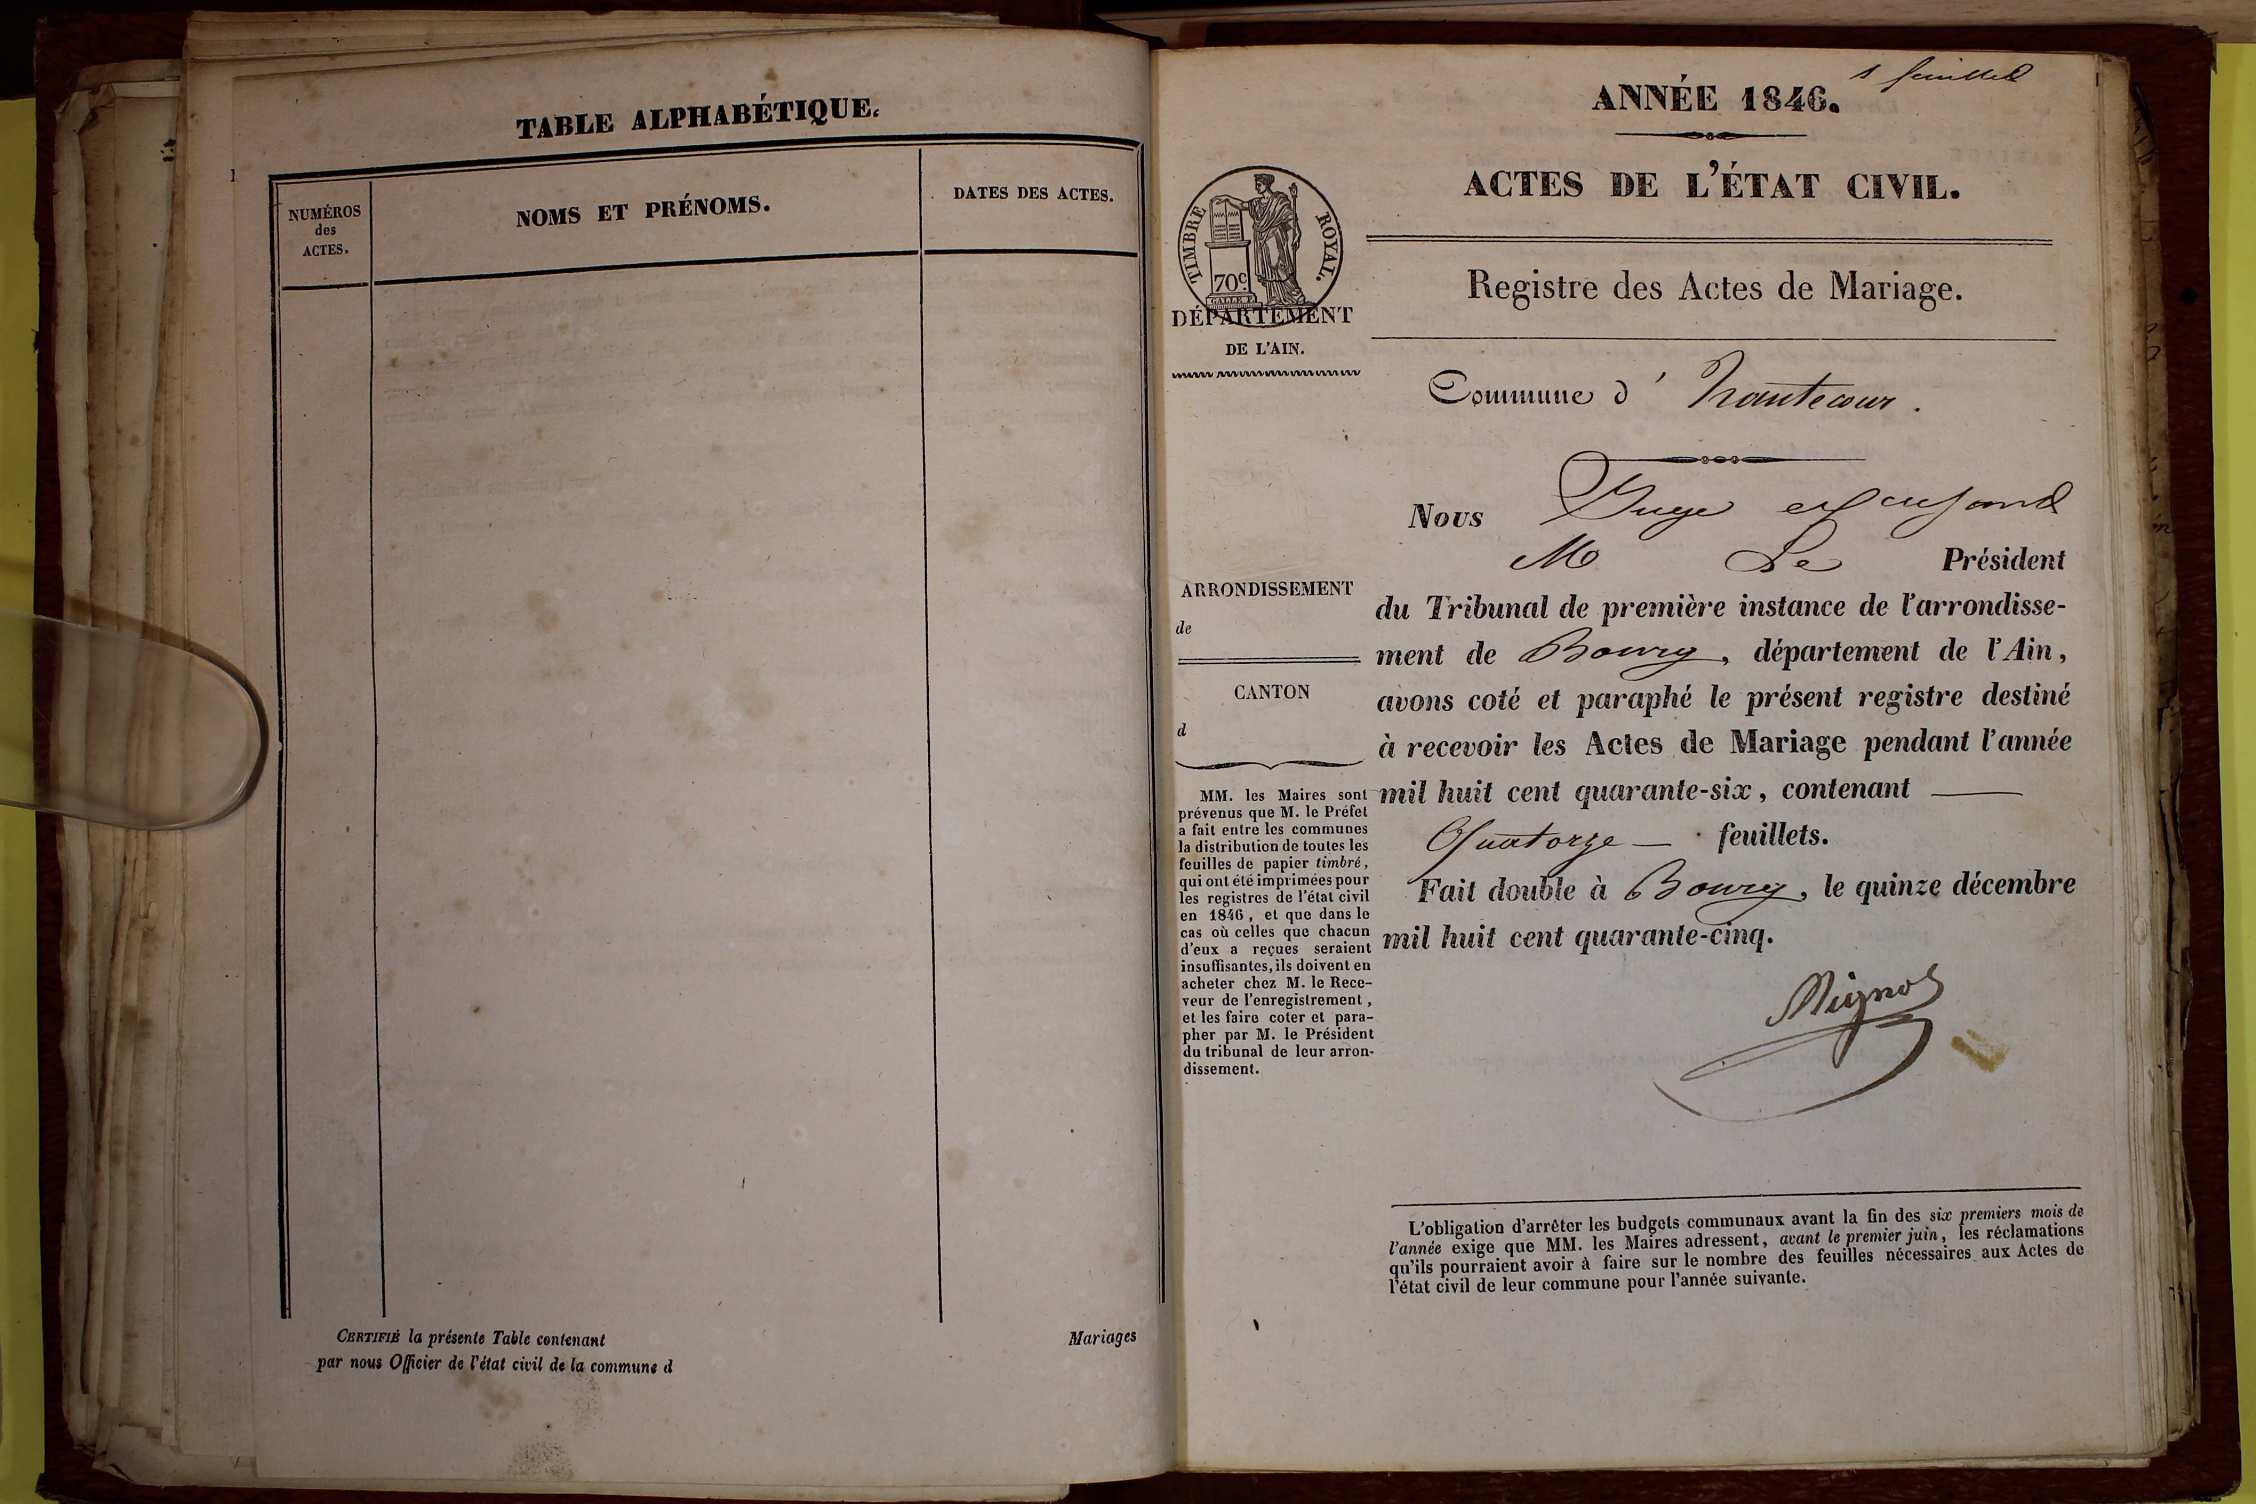 TABLE ALPHABÉTIQUE.
NUMÉROS
des
ACTES.
NOMS ET PRÉNOMS.
DATES DES ACTES.
CERTIFIÉ la présente Table contenant
Mariages
par nous Officier de l'état civil de la commune d
1 feuillet
ANNÉE 1846.
ACTES DE L'ÉTAT CIVIL.
TIMBRE ROYAL.
70c.
DÉPARTEMENT
DE L'AIN.
Registre des Actes de Mariage.
Commune d' hautecour.
ARRONDISSEMENT
de
CANTON
d
MM. les Maires sont
prévenus que M. le Préfet
a fait entre les communes
la distribution de toutes les
feuilles de papier timbré,
qui ont été imprimées pour
les registres de l'état civil
en 1846, et que dans le
cas où celles que chacun
d'eux a reçues seraient
insuffisantes, ils doivent en
acheter chez M. le Rece-
veur de l'enregistrement,
et les faire coter et para-
pher par M. le Président
du tribunal de leur arron-
dissement.
Nous Juge
M Le Président
du Tribunal de première instance de l'arrondisse-
ment de Bourg, département de l'Ain,
avons coté et paraphé le présent registre destiné
à recevoir les Actes de Mariage pendant l'année
mil huit cent quarante-six, contenant
Quatorze feuillets.
Fait double à Bourg, le quinze décembre
mil huit cent quarante-cinq.
L'obligation d'arrêter les budgets communaux avant la fin des six premiers mois de
l'année exige que MM. les Maires adressent, avant le premier juin, les réclamations
qu'ils pourraient avoir à faire sur le nombre des feuilles nécessaires aux Actes de
l'état civil de leur commune pour l'année suivante.